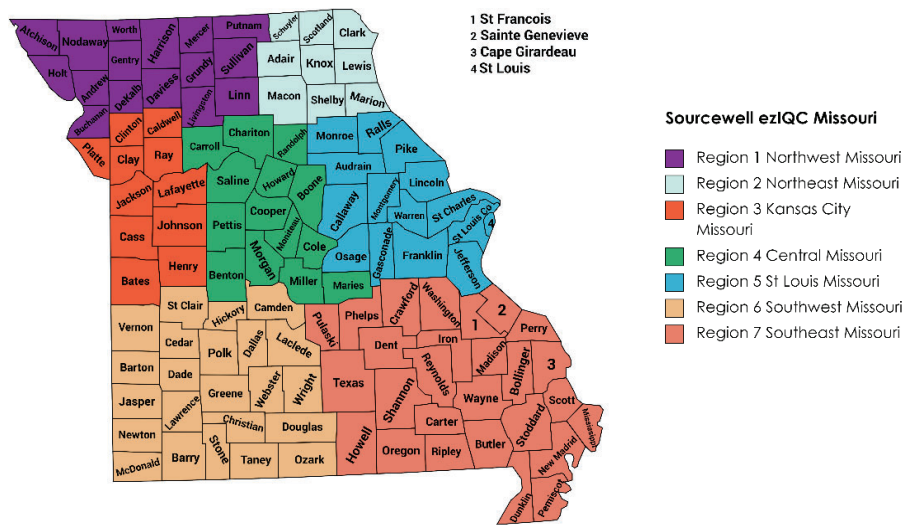 Atchison
Nodaway
Worth
Harrison
Mercer
Putnam
Schuyler
Scotland
Clark
Holt
Andrew
Gentry
DeKalb
Daviess
Grundy
Sullivan
Adair
Knox
Lewis
Buchanan
Livingston
Linn
Macon
Shelby
Marion
Platte
Clinton
Caldwell
Clay
Ray
Carroll
Chariton
Randolph
Monroe
Ralls
Pike
Jackson
Lafayette
Saline
Howard
Boone
Audrain
Callaway
Montgomery
Lincoln
Warren
St Charles
St Louis Co
4
Cass
Johnson
Pettis
Cooper
Moniteau
Cole
Osage
Gasconade
Franklin
Jefferson
Bates
Henry
Benton
Morgan
Miller
Maries
Vernon
St Clair
Hickory
Camden
Pulaski
Phelps
Crawford
Washington
1
2
Perry
Barton
Cedar
Polk
Dallas
Laclede
Dent
Iron
Madison
Bollinger
3
Jasper
Dade
Greene
Webster
Wright
Texas
Shannon
Reynolds
Wayne
Stoddard
Scott
Mississippi
Newton
Lawrence
Christian
Douglas
Howell
Carter
Butler
New Madrid
McDonald
Barry
Stone
Taney
Ozark
Oregon
Ripley
Dunklin
Pemiscot
1 St Francois
2 Sainte Genevieve
3 Cape Girardeau
4 St Louis
Sourcewell ezIQC Missouri
Region 1 Northwest Missouri
Region 2 Northeast Missouri
Region 3 Kansas City
Missouri
Region 4 Central Missouri
Region 5 St Louis Missouri
Region 6 Southwest Missouri
Region 7 Southeast Missouri